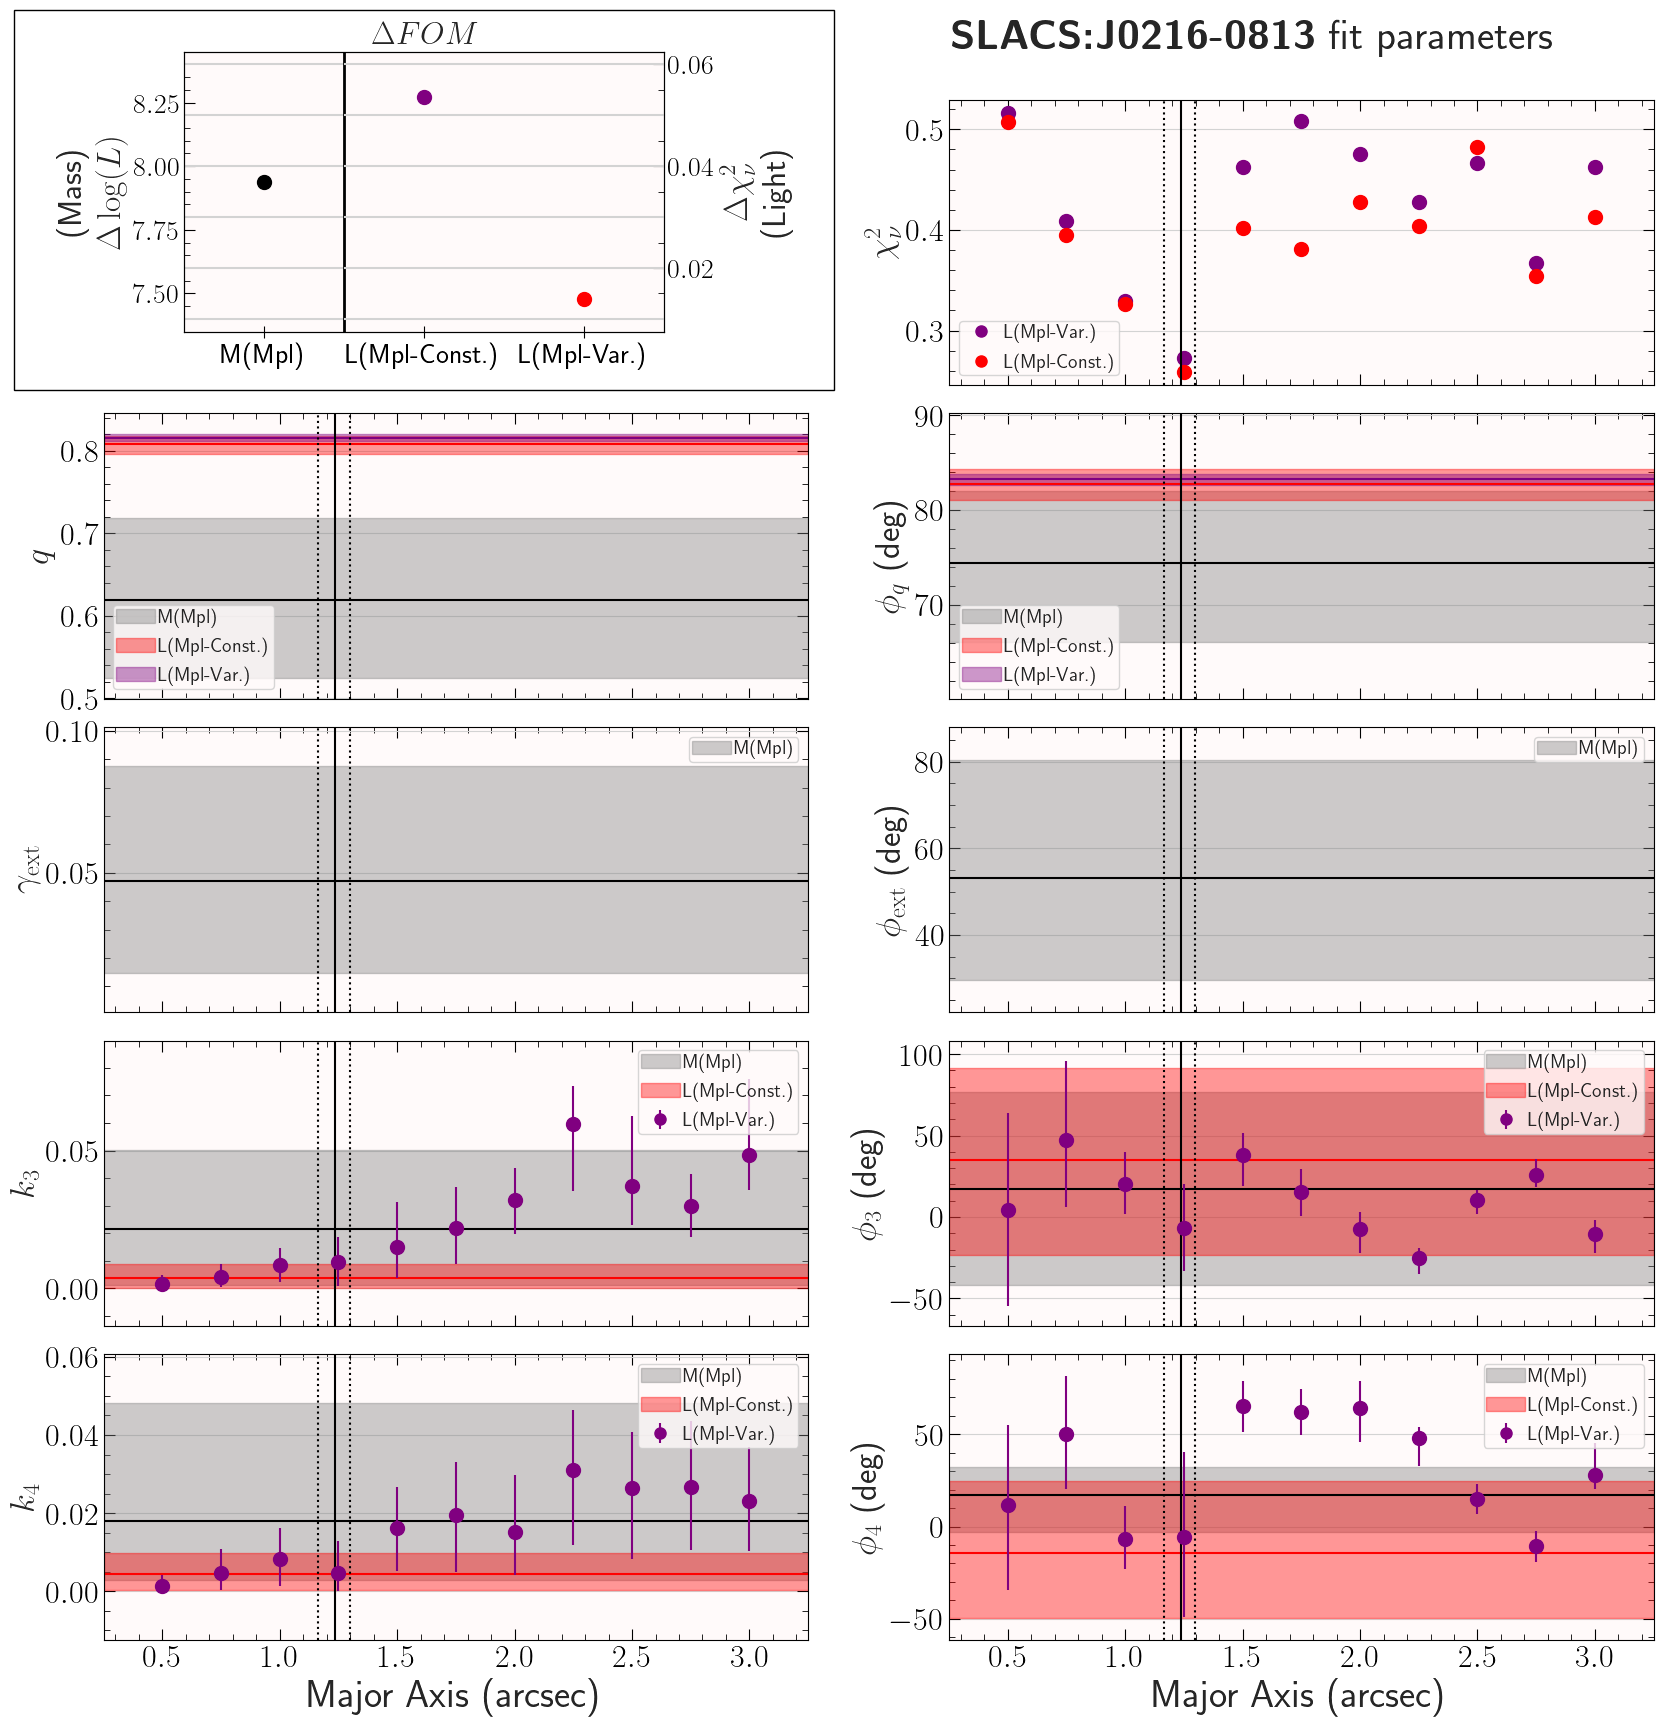 ΔFOM
SLACS:J0216-0813 fit parameters
(Mass)
Δ log(L)
8.25
8.00
7.75
7.50
0.06
0.04
0.02
Δχ²ᵥ
(Light)
M(Mpl) L(Mpl-Const.) L(Mpl-Var.)
χ²ᵥ
0.5
0.4
0.3
L(Mpl-Var.)
L(Mpl-Const.)
q
0.8
0.7
0.6
0.5
M(Mpl)
L(Mpl-Const.)
L(Mpl-Var.)
ϕq (deg)
90
80
70
M(Mpl)
L(Mpl-Const.)
L(Mpl-Var.)
γext
0.10
0.05
M(Mpl)
ϕext (deg)
80
60
40
M(Mpl)
k3
0.05
0.00
M(Mpl)
L(Mpl-Const.)
L(Mpl-Var.)
ϕ3 (deg)
100
50
0
−50
M(Mpl)
L(Mpl-Const.)
L(Mpl-Var.)
k4
0.06
0.04
0.02
0.00
M(Mpl)
L(Mpl-Const.)
L(Mpl-Var.)
0.5 1.0 1.5 2.0 2.5 3.0
Major Axis (arcsec)
ϕ4 (deg)
50
0
−50
M(Mpl)
L(Mpl-Const.)
L(Mpl-Var.)
0.5 1.0 1.5 2.0 2.5 3.0
Major Axis (arcsec)